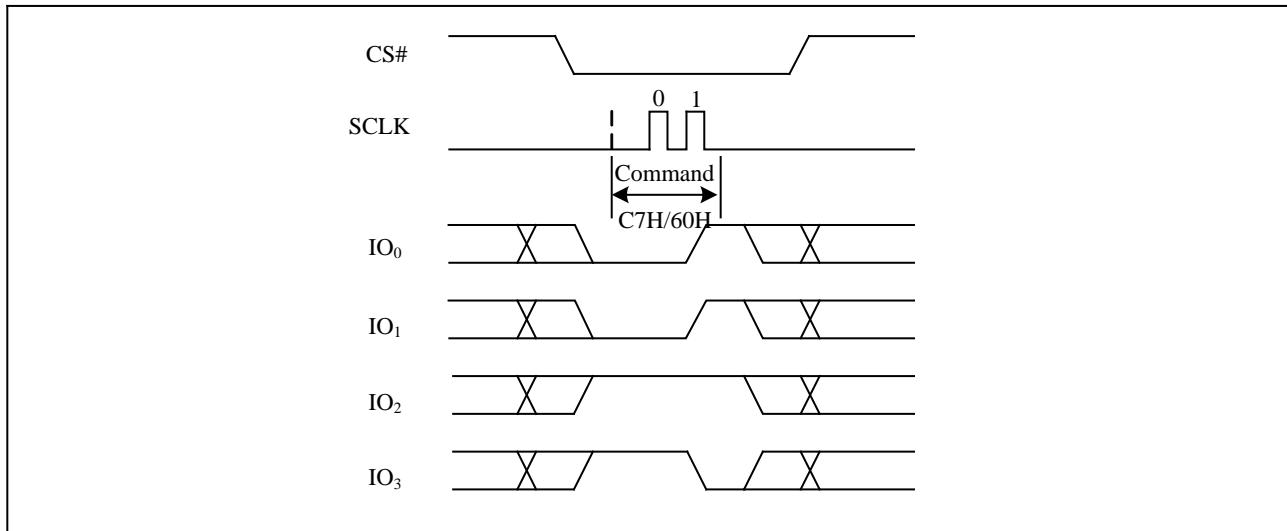 CS#
0 1
SCLK
Command
C7H/60H
IO0
IO1
IO2
IO3